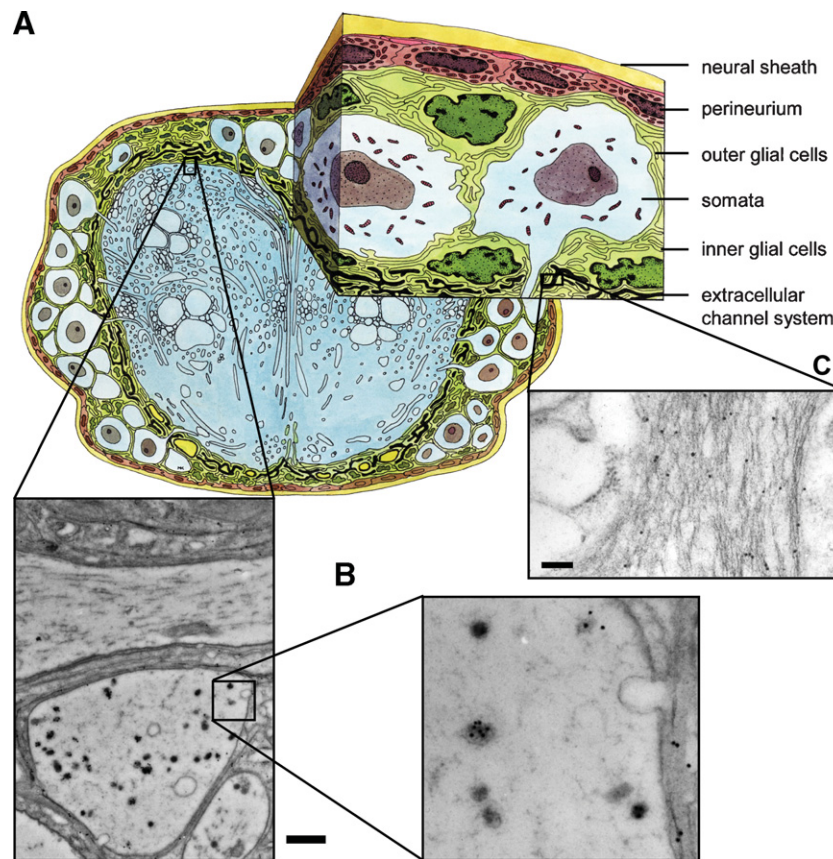 A
neural sheath
perineurium
outer glial cells
somata
inner glial cells
extracellular
channel system
C
B